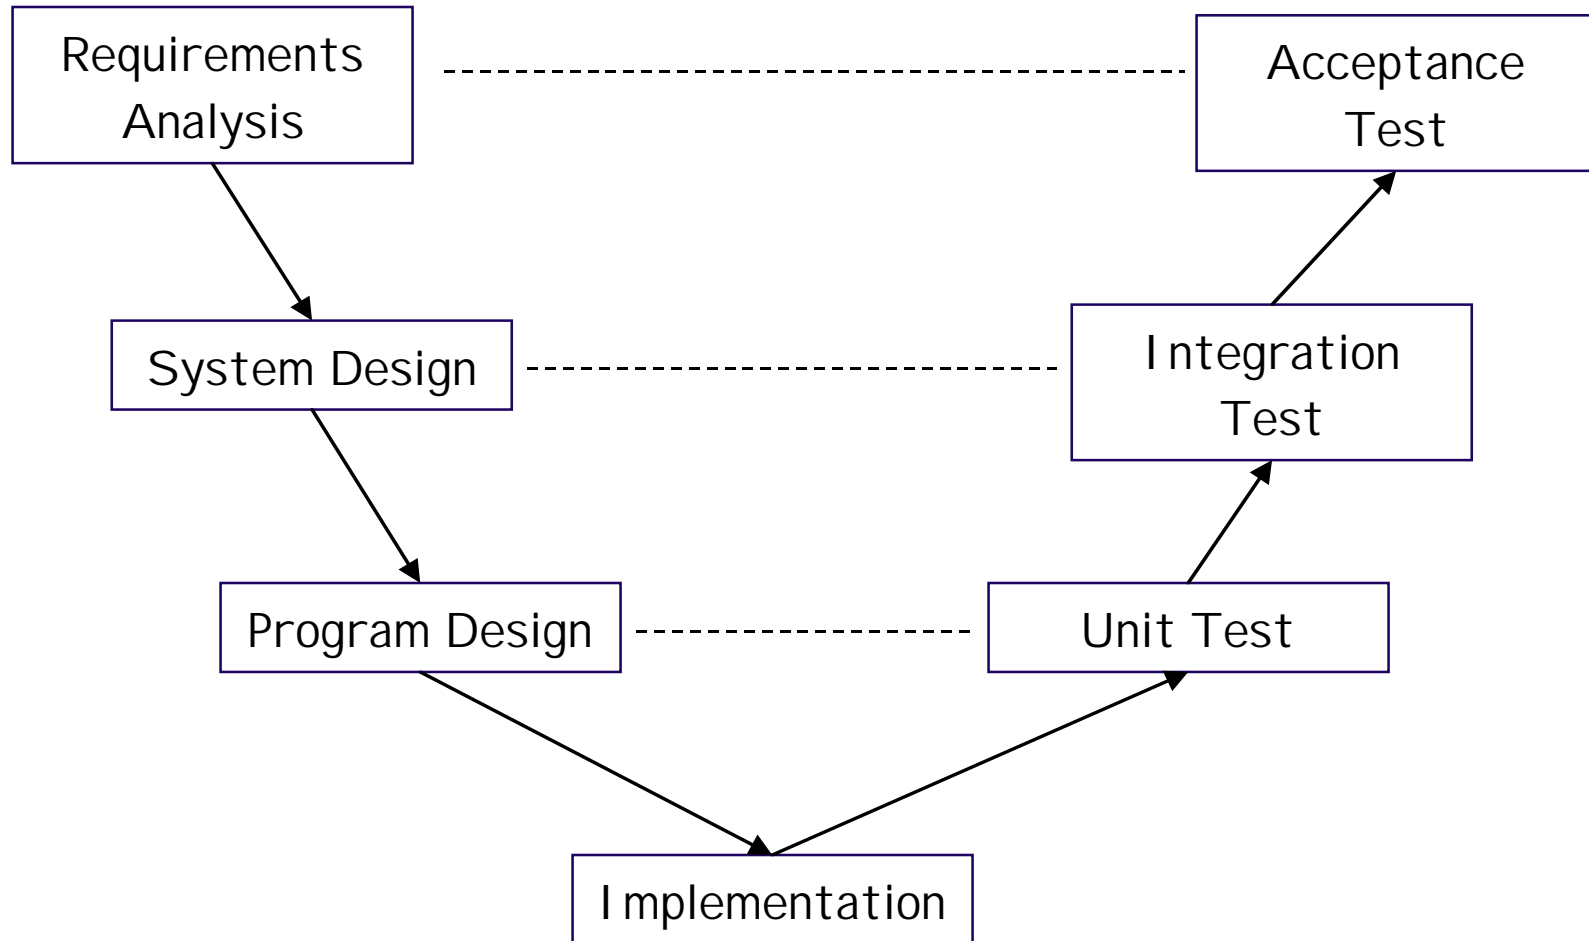 Requirements
Analysis
Acceptance
Test
System Design
Integration
Test
Program Design
Unit Test
Implementation